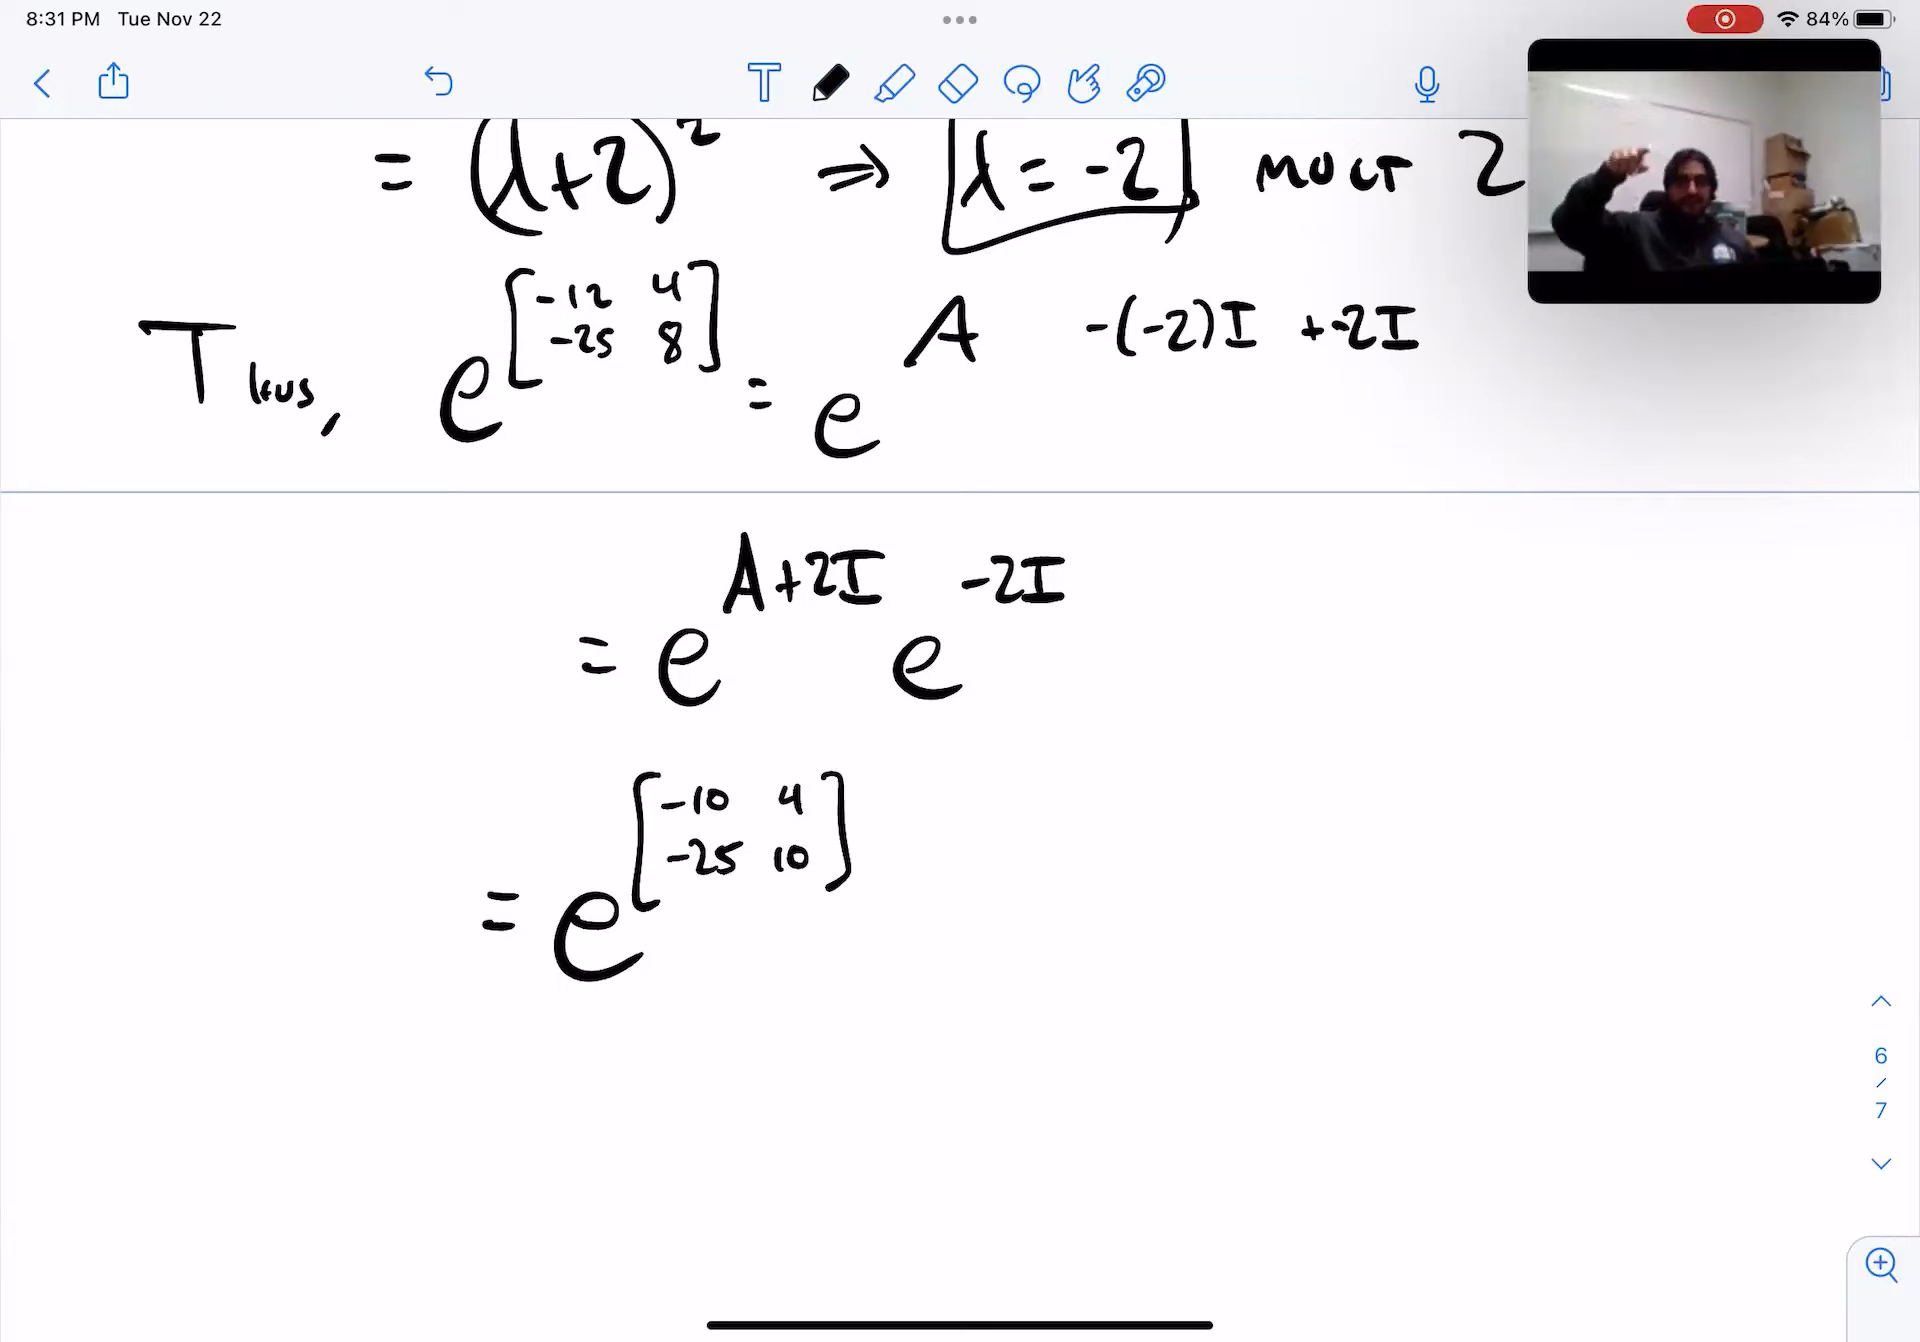 8:31 PM Tue Nov 22 84%
= (λ+2)² ⇒ λ = -2 MULT 2
Thus, e^[-12 4; -25 8] = e^A -(-2)I +-2I
= e^A+2I e^-2I
= e^[-10 4; -25 10]
6
/
7